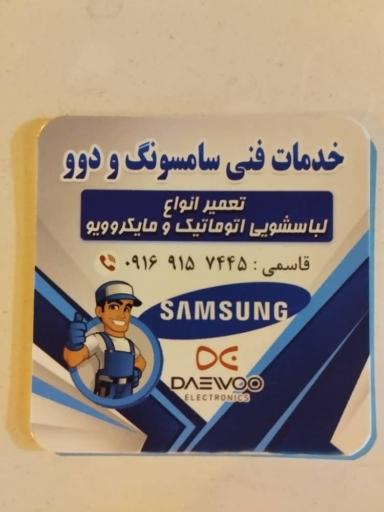 خدمات فنی سامسونگ و دوو
تعمیر انواع
لباسشویی اتوماتیک و مایکروویو
قاسمی : ۰۹۱۶ ۹۱۵ ۷۴۴۵
SAMSUNG
DAEWOO
ELECTRONICS